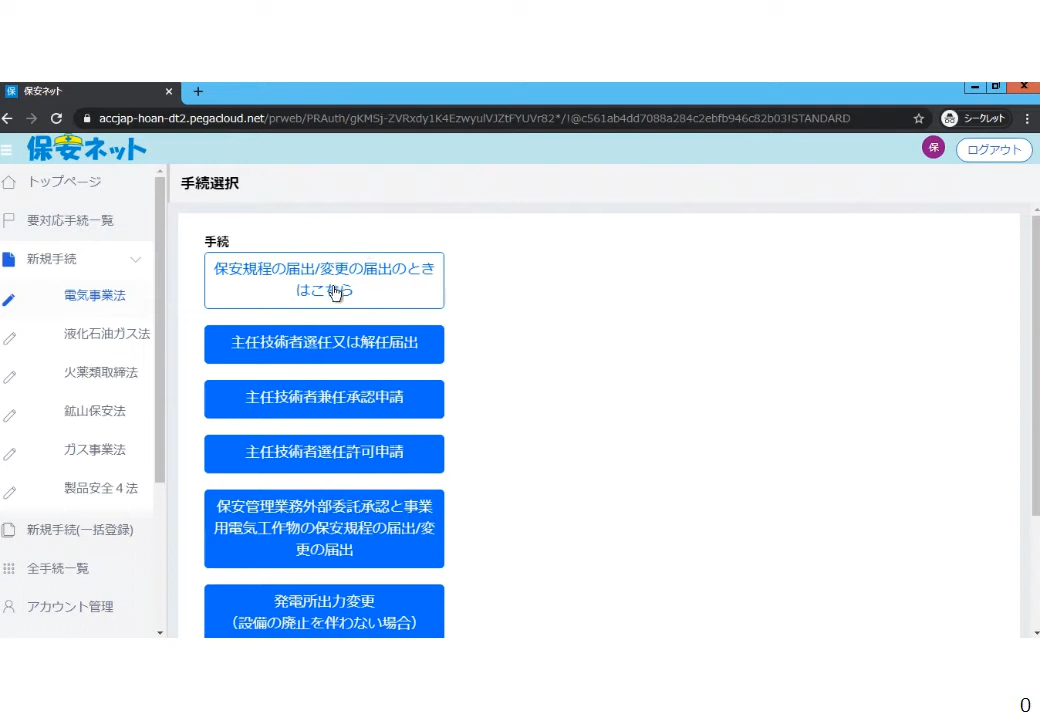 保安ネット
accjap-hoan-dt2.pegacloud.net/prweb/PRAuth/gKMSj-ZVRxdy1K4EzwyulVJZtFYUVr82*/!@c561ab4dd7088a284c2ebfb946c82b03!STANDARD
シークレット
保安ネット
保
ログアウト
トップページ
要対応手続一覧
新規手続
電気事業法
液化石油ガス法
火薬類取締法
鉱山保安法
ガス事業法
製品安全４法
新規手続(一括登録)
全手続一覧
アカウント管理
手続選択
手続
保安規程の届出/変更の届出のとき
はこちら
主任技術者選任又は解任届出
主任技術者兼任承認申請
主任技術者選任許可申請
保安管理業務外部委託承認と事業
用電気工作物の保安規程の届出/変
更の届出
発電所出力変更
（設備の廃止を伴わない場合）
0